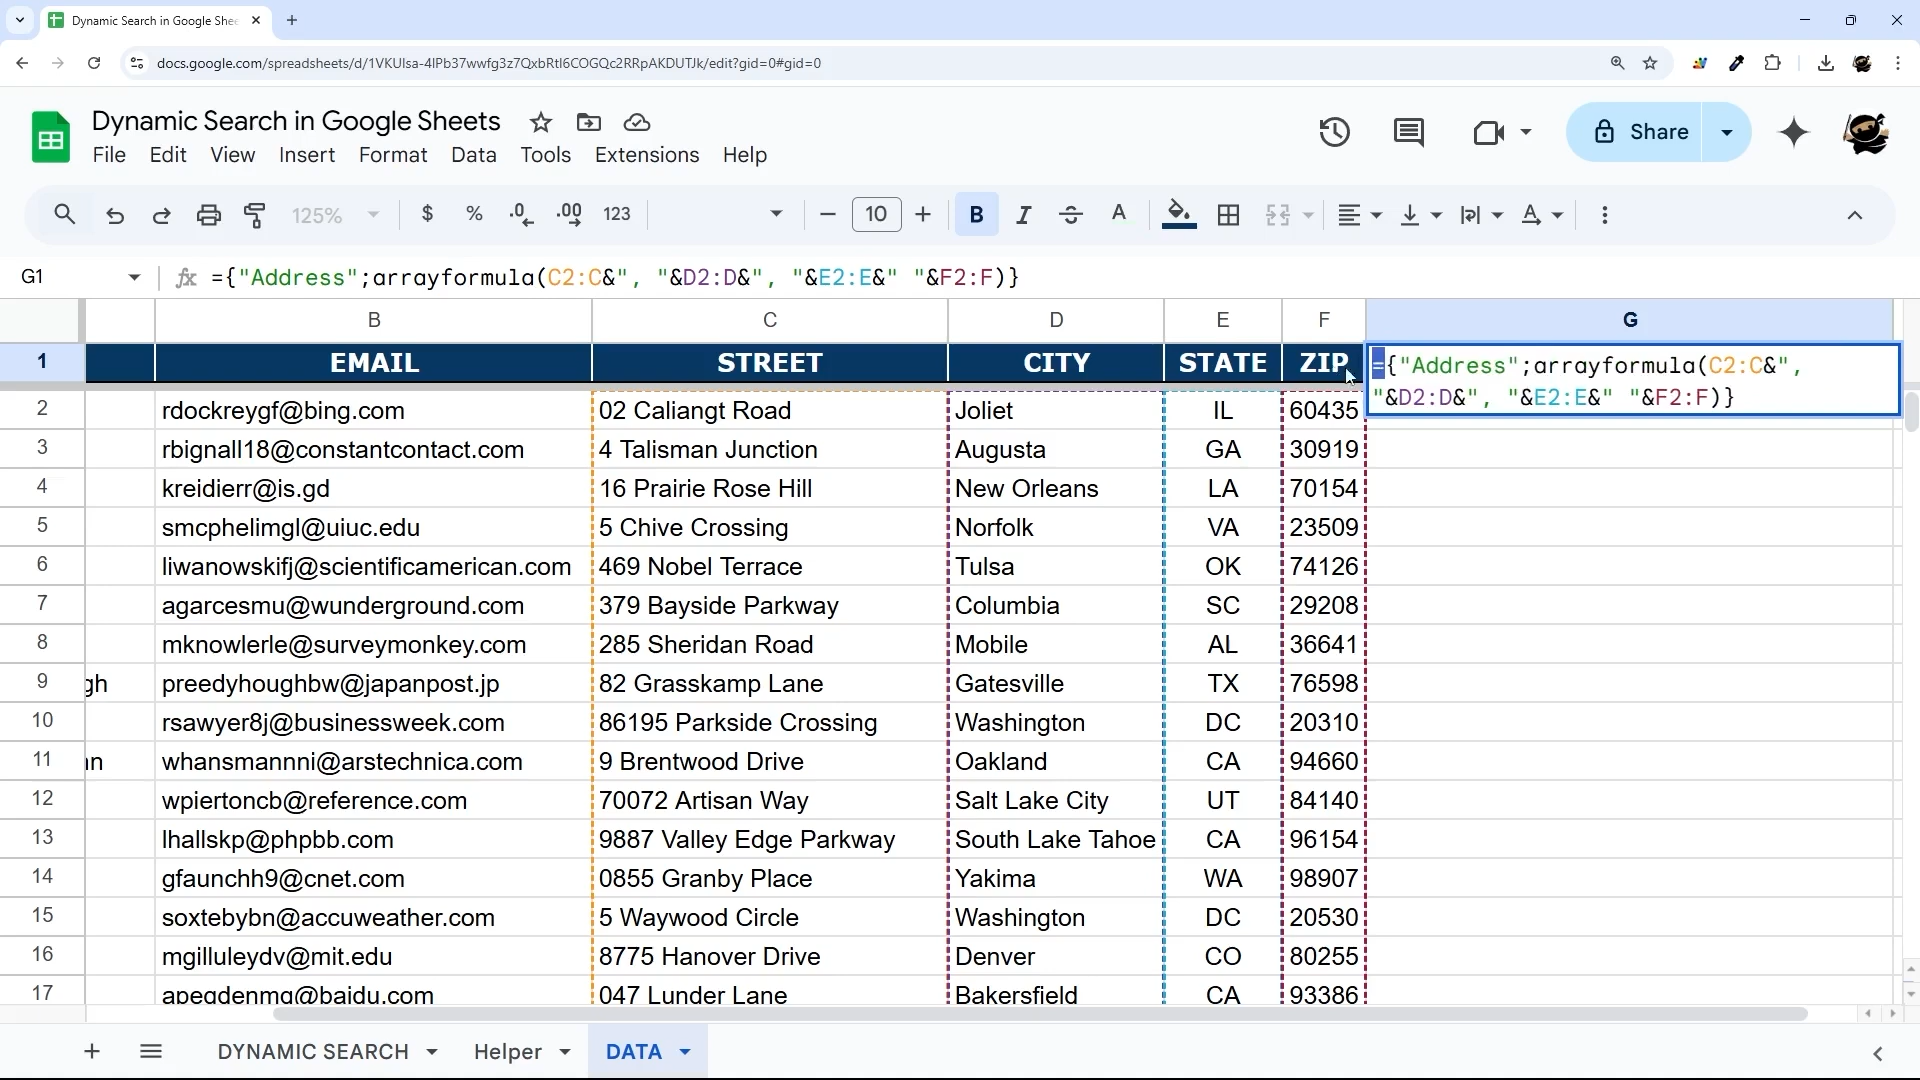 Dynamic Search in Google Shee
docs.google.com/spreadsheets/d/1VKUlsa-4IPb37wwfg3z7QxbRtI6COGQc2RRpAKDUTJk/edit?gid=0#gid=0
Dynamic Search in Google Sheets
File Edit View Insert Format Data Tools Extensions Help
Share
125% $ % .0 .00 123 10 B I S A A
G1 fx ={"Address";arrayformula(C2:C&", "&D2:D&", "&E2:E&" "&F2:F)}
B C D E F G
1 EMAIL STREET CITY STATE ZIP ={"Address";arrayformula(C2:C&",
"&D2:D&", "&E2:E&" "&F2:F)}
2 rdockreygf@bing.com 02 Caliangt Road Joliet IL 60435
3 rbignall18@constantcontact.com 4 Talisman Junction Augusta GA 30919
4 kreidierr@is.gd 16 Prairie Rose Hill New Orleans LA 70154
5 smcphelimgl@uiuc.edu 5 Chive Crossing Norfolk VA 23509
6 liwanowskifj@scientificamerican.com 469 Nobel Terrace Tulsa OK 74126
7 agarcesmu@wunderground.com 379 Bayside Parkway Columbia SC 29208
8 mknowlerle@surveymonkey.com 285 Sheridan Road Mobile AL 36641
9 gh preedyhoughbw@japanpost.jp 82 Grasskamp Lane Gatesville TX 76598
10 rsawyer8j@businessweek.com 86195 Parkside Crossing Washington DC 20310
11 nn whansmannni@arstechnica.com 9 Brentwood Drive Oakland CA 94660
12 wpiertoncb@reference.com 70072 Artisan Way Salt Lake City UT 84140
13 lhallskp@phpbb.com 9887 Valley Edge Parkway South Lake Tahoe CA 96154
14 gfaunchh9@cnet.com 0855 Granby Place Yakima WA 98907
15 soxtebybn@accuweather.com 5 Waywood Circle Washington DC 20530
16 mgilluleydv@mit.edu 8775 Hanover Drive Denver CO 80255
17 apegdenmg@baidu.com 047 Lunder Lane Bakersfield CA 93386
DYNAMIC SEARCH Helper DATA